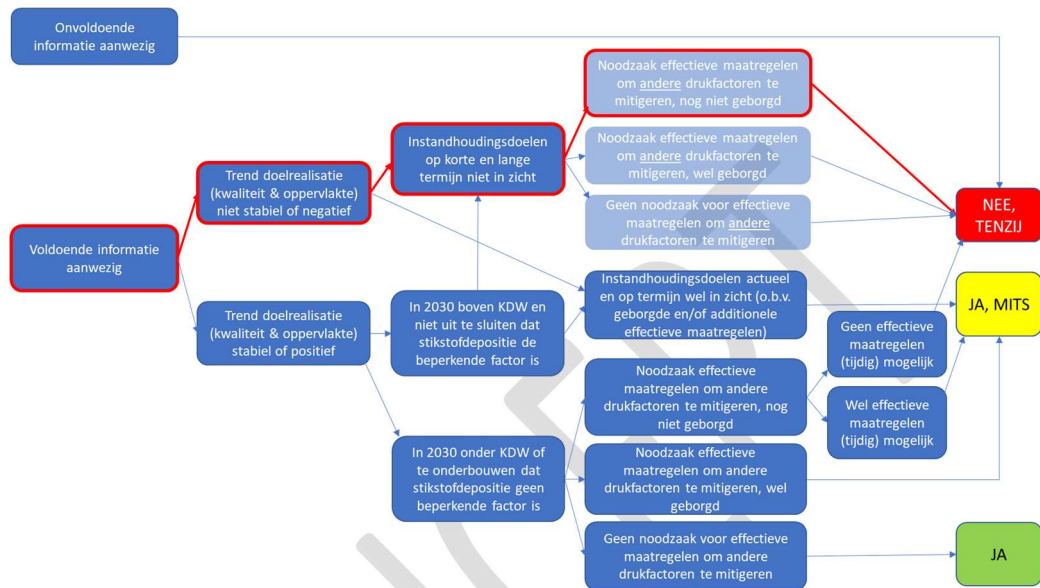 Onvoldoende
informatie aanwezig
Noodzaak effectieve maatregelen
om andere drukfactoren te
mitigeren, nog niet geborgd
Instandhoudingsdoelen
op korte en lange
termijn niet in zicht
Noodzaak effectieve maatregelen
om andere drukfactoren te
mitigeren, wel geborgd
Trend doelrealisatie
(kwaliteit & oppervlakte)
niet stabiel of negatief
Geen noodzaak voor effectieve
maatregelen om andere
drukfactoren te mitigeren
NEE,
TENZIJ
Voldoende informatie
aanwezig
Instandhoudingsdoelen actueel
en op termijn wel in zicht (o.b.v.
geborgde en/of additionele
effectieve maatregelen)
JA, MITS
Trend doelrealisatie
(kwaliteit & oppervlakte)
stabiel of positief
In 2030 boven KDW en
niet uit te sluiten dat
stikstofdepositie de
beperkende factor is
Geen effectieve
maatregelen
(tijdig) mogelijk
Noodzaak effectieve
maatregelen om andere
drukfactoren te mitigeren, nog
niet geborgd
Wel effectieve
maatregelen
(tijdig) mogelijk
In 2030 onder KDW of
te onderbouwen dat
stikstofdepositie geen
beperkende factor is
Noodzaak effectieve
maatregelen om andere
drukfactoren te mitigeren, wel
geborgd
Geen noodzaak voor effectieve
maatregelen om andere
drukfactoren te mitigeren
JA